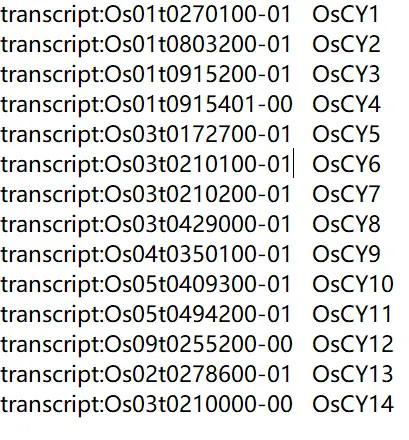 transcript:Os01t0270100-01 OsCY1
transcript:Os01t0803200-01 OsCY2
transcript:Os01t0915200-01 OsCY3
transcript:Os01t0915401-00 OsCY4
transcript:Os03t0172700-01 OsCY5
transcript:Os03t0210100-01 OsCY6
transcript:Os03t0210200-01 OsCY7
transcript:Os03t0429000-01 OsCY8
transcript:Os04t0350100-01 OsCY9
transcript:Os05t0409300-01 OsCY10
transcript:Os05t0494200-01 OsCY11
transcript:Os09t0255200-00 OsCY12
transcript:Os02t0278600-01 OsCY13
transcript:Os03t0210000-00 OsCY14